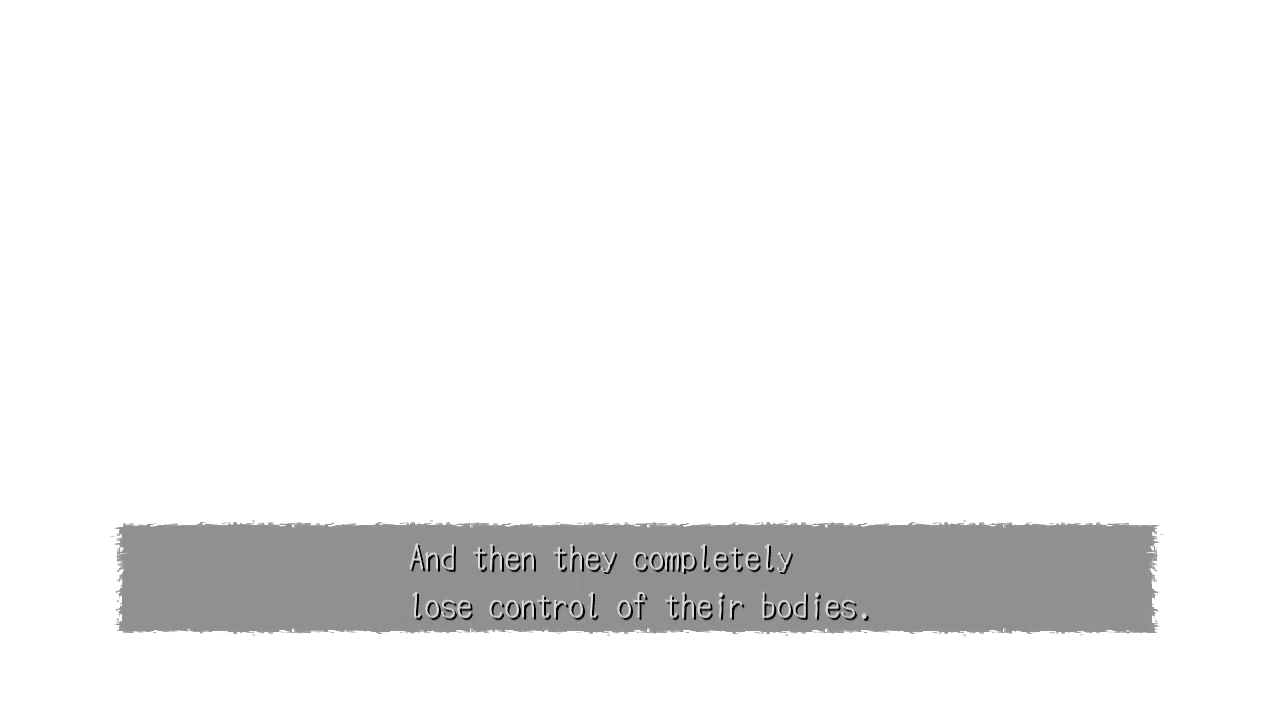 And then they completely
lose control of their bodies.